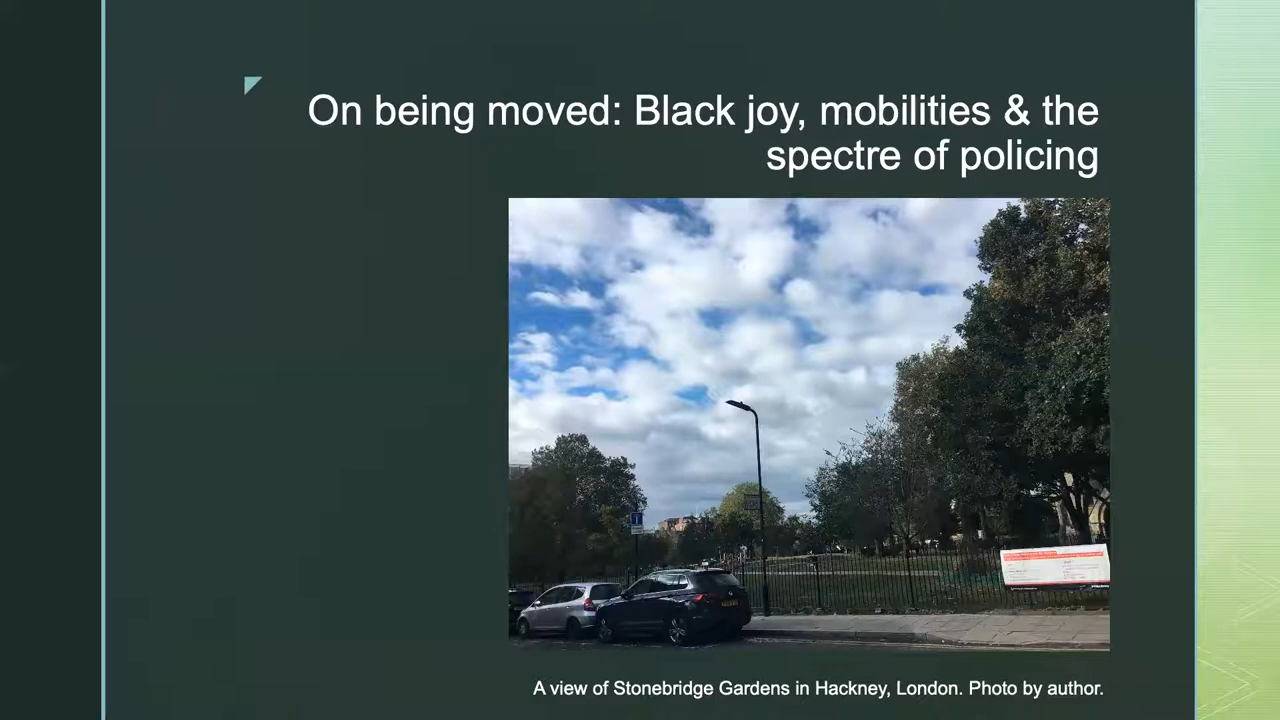 On being moved: Black joy, mobilities & the
spectre of policing
A view of Stonebridge Gardens in Hackney, London. Photo by author.